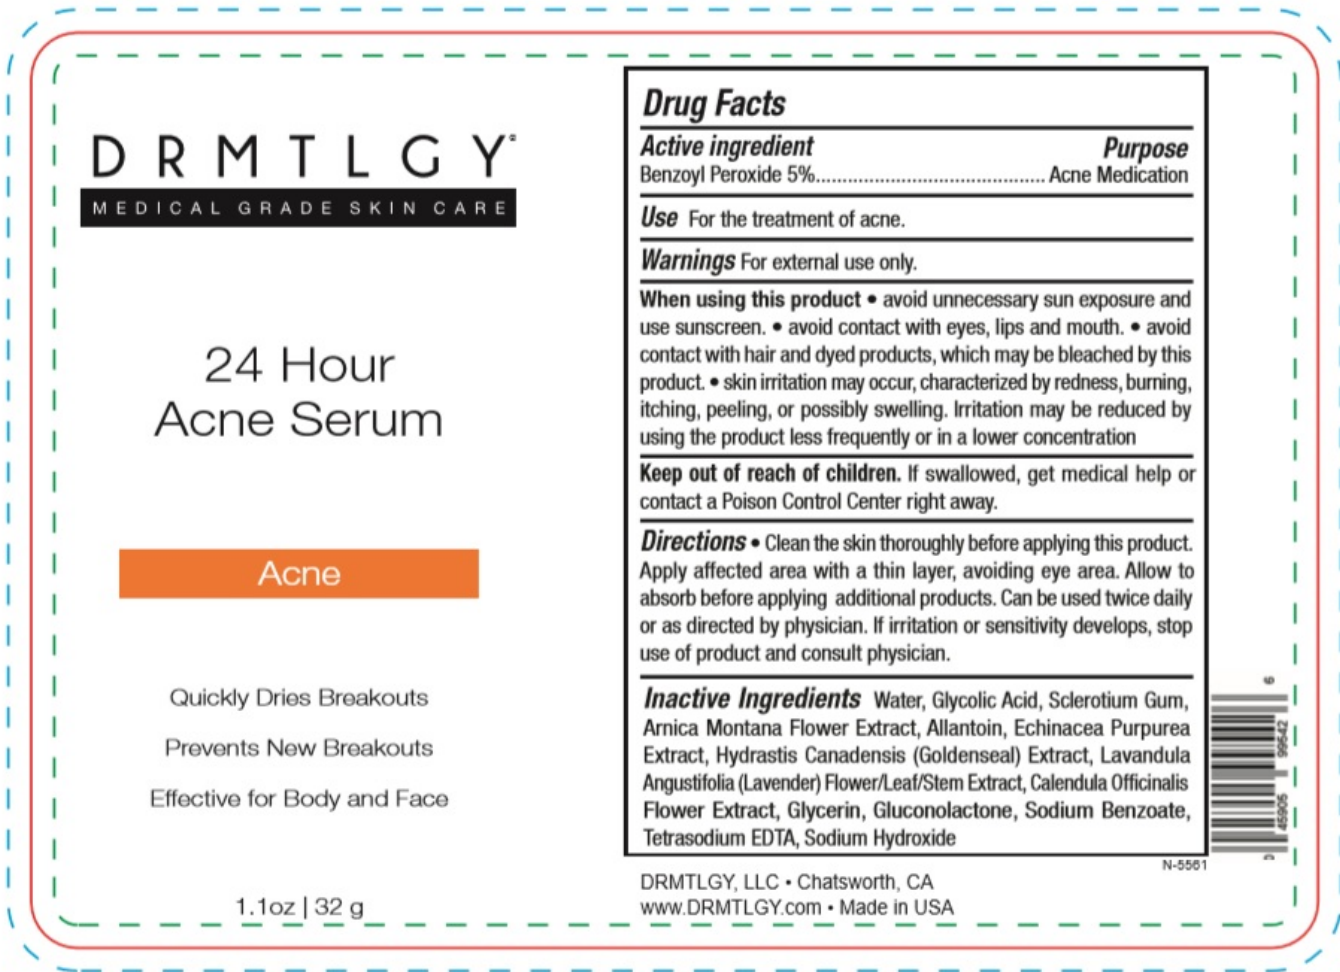 DRMTLGY
MEDICAL GRADE SKIN CARE
24 Hour
Acne Serum
Acne
Quickly Dries Breakouts
Prevents New Breakouts
Effective for Body and Face
1.1oz | 32 g
Drug Facts
Active ingredient Purpose
Benzoyl Peroxide 5%............................................ Acne Medication
Use For the treatment of acne.
Warnings For external use only.
When using this product • avoid unnecessary sun exposure and
use sunscreen. • avoid contact with eyes, lips and mouth. • avoid
contact with hair and dyed products, which may be bleached by this
product. • skin irritation may occur, characterized by redness, burning,
itching, peeling, or possibly swelling. Irritation may be reduced by
using the product less frequently or in a lower concentration
Keep out of reach of children. If swallowed, get medical help or
contact a Poison Control Center right away.
Directions • Clean the skin thoroughly before applying this product.
Apply affected area with a thin layer, avoiding eye area. Allow to
absorb before applying additional products. Can be used twice daily
or as directed by physician. If irritation or sensitivity develops, stop
use of product and consult physician.
Inactive Ingredients Water, Glycolic Acid, Sclerotium Gum,
Arnica Montana Flower Extract, Allantoin, Echinacea Purpurea
Extract, Hydrastis Canadensis (Goldenseal) Extract, Lavandula
Angustifolia (Lavender) Flower/Leaf/Stem Extract, Calendula Officinalis
Flower Extract, Glycerin, Gluconolactone, Sodium Benzoate,
Tetrasodium EDTA, Sodium Hydroxide
N-5561
DRMTLGY, LLC • Chatsworth, CA
www.DRMTLGY.com • Made in USA
0 45905 99542 6